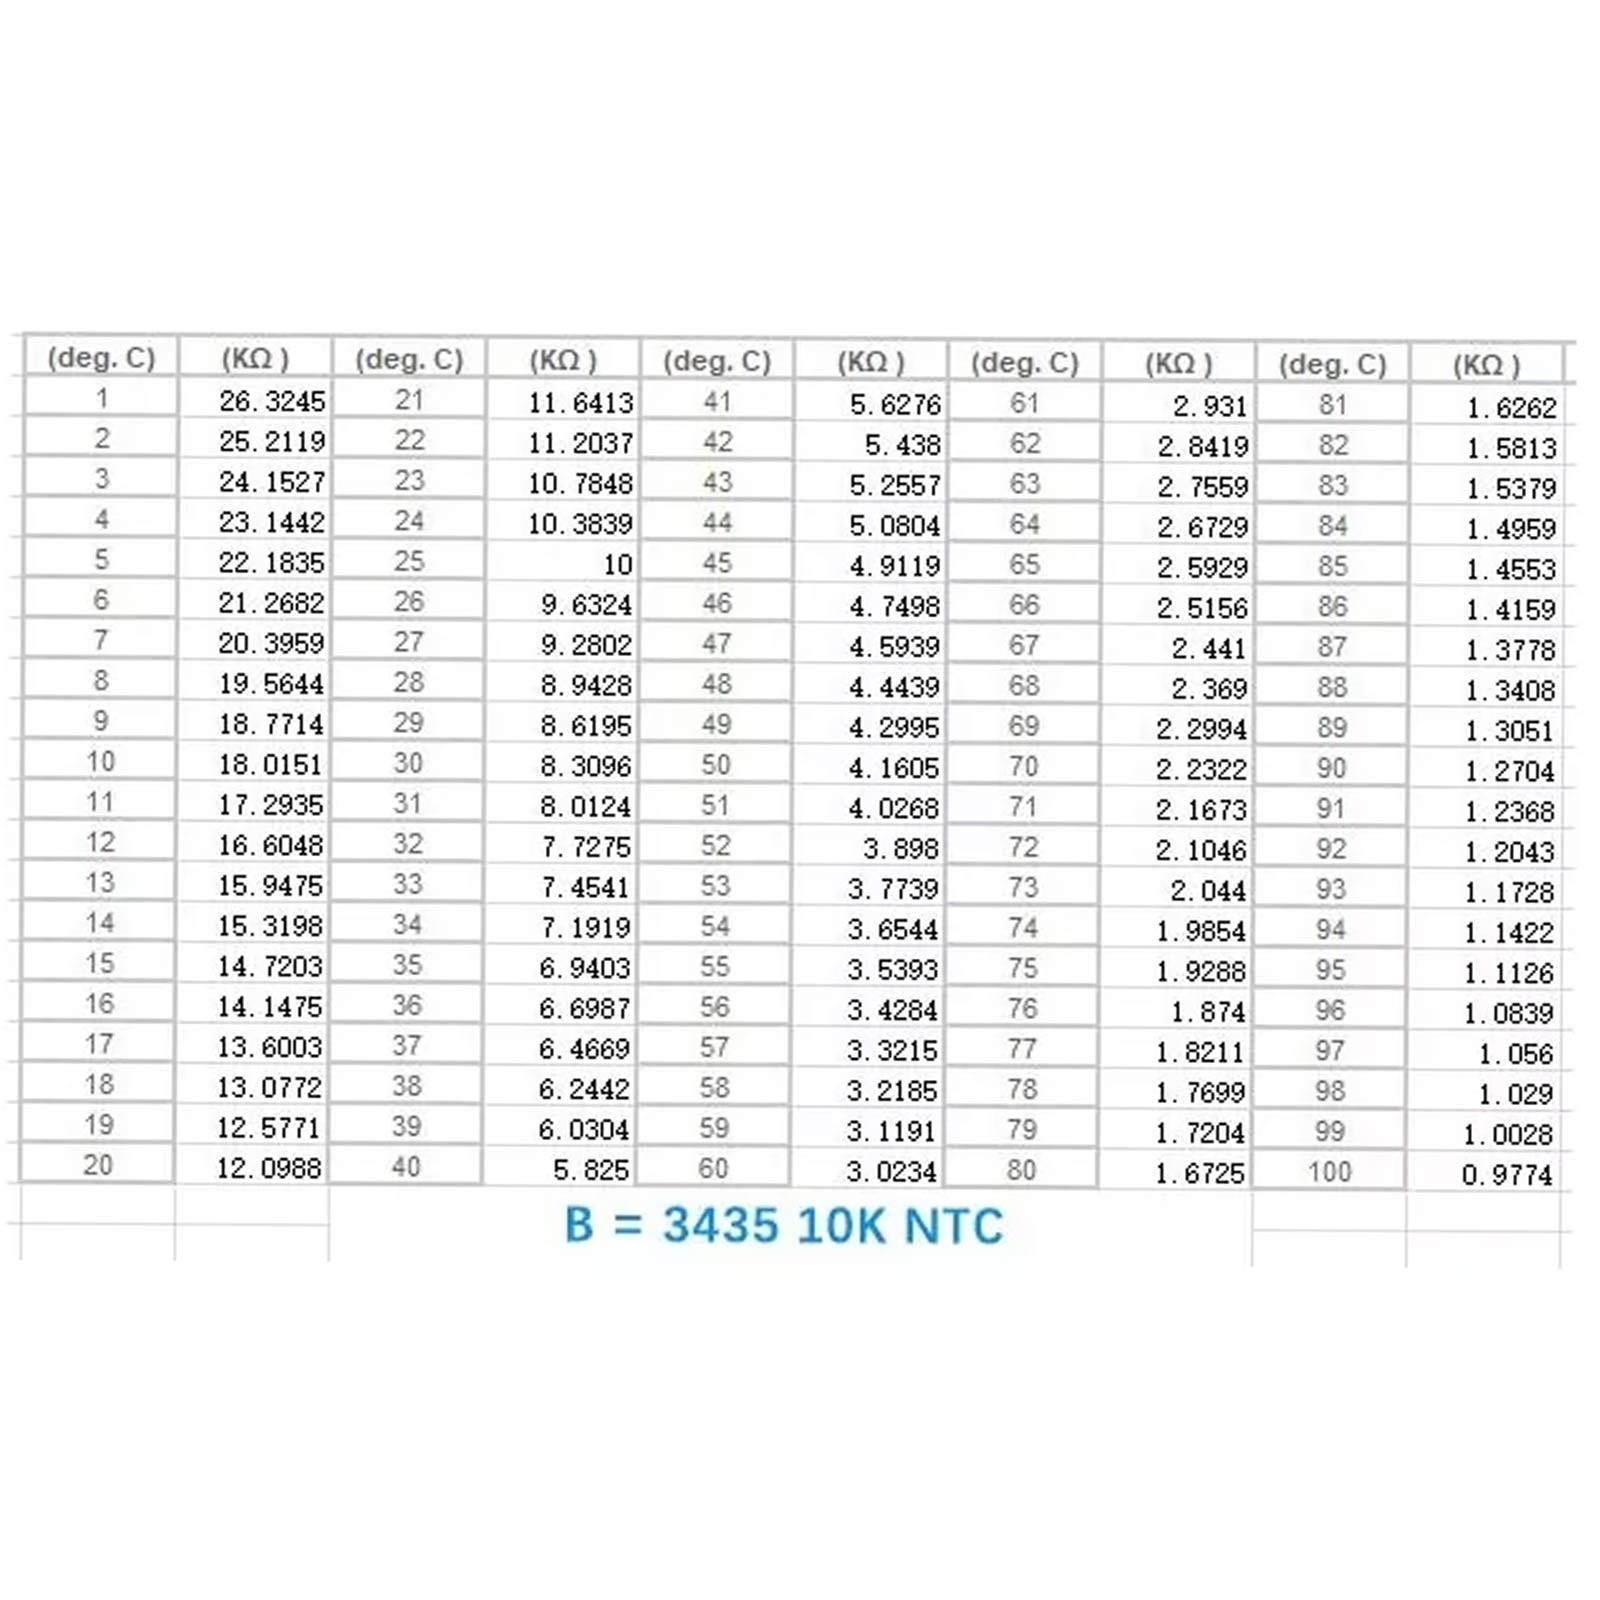 (deg. C) (KΩ) (deg. C) (KΩ) (deg. C) (KΩ) (deg. C) (KΩ) (deg. C) (KΩ)
1 26.3245 21 11.6413 41 5.6276 61 2.931 81 1.6262
2 25.2119 22 11.2037 42 5.438 62 2.8419 82 1.5813
3 24.1527 23 10.7848 43 5.2557 63 2.7559 83 1.5379
4 23.1442 24 10.3839 44 5.0804 64 2.6729 84 1.4959
5 22.1835 25 10 45 4.9119 65 2.5929 85 1.4553
6 21.2682 26 9.6324 46 4.7498 66 2.5156 86 1.4159
7 20.3959 27 9.2802 47 4.5939 67 2.441 87 1.3778
8 19.5644 28 8.9428 48 4.4439 68 2.369 88 1.3408
9 18.7714 29 8.6195 49 4.2995 69 2.2994 89 1.3051
10 18.0151 30 8.3096 50 4.1605 70 2.2322 90 1.2704
11 17.2935 31 8.0124 51 4.0268 71 2.1673 91 1.2368
12 16.6048 32 7.7275 52 3.898 72 2.1046 92 1.2043
13 15.9475 33 7.4541 53 3.7739 73 2.044 93 1.1728
14 15.3198 34 7.1919 54 3.6544 74 1.9854 94 1.1422
15 14.7203 35 6.9403 55 3.5393 75 1.9288 95 1.1126
16 14.1475 36 6.6987 56 3.4284 76 1.874 96 1.0839
17 13.6003 37 6.4669 57 3.3215 77 1.8211 97 1.056
18 13.0772 38 6.2442 58 3.2185 78 1.7699 98 1.029
19 12.5771 39 6.0304 59 3.1191 79 1.7204 99 1.0028
20 12.0988 40 5.825 60 3.0234 80 1.6725 100 0.9774
B = 3435 10K NTC